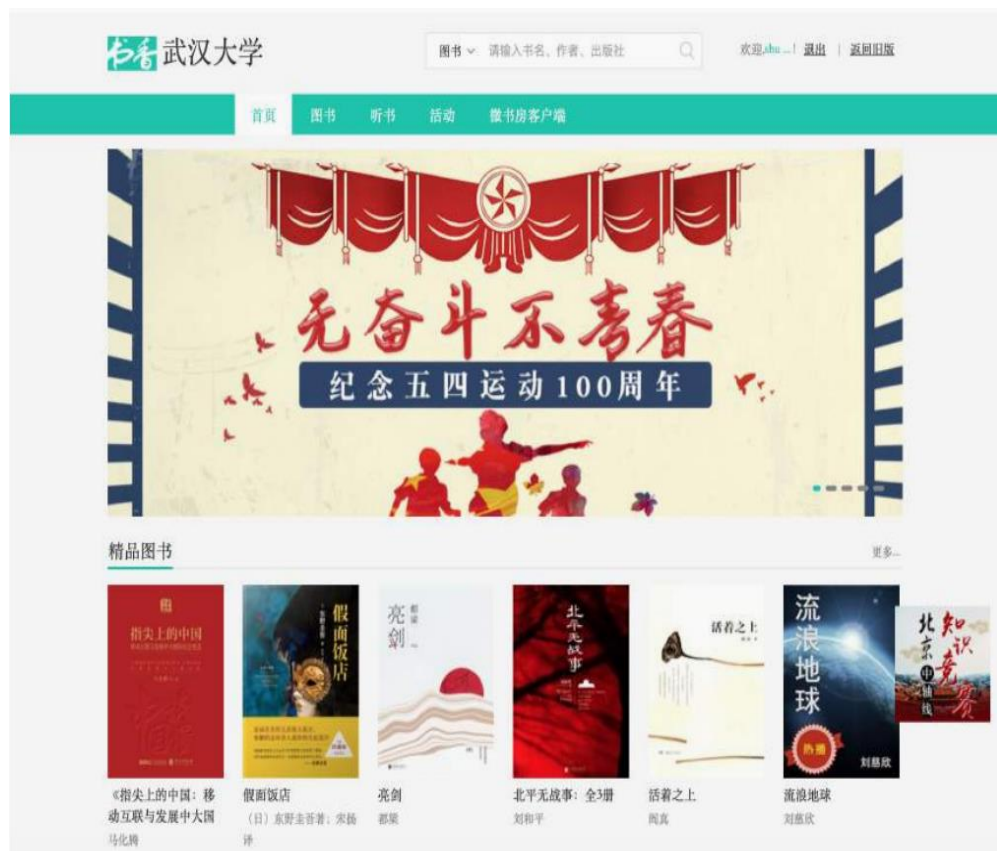 书香 武汉大学
图书 请输入书名、作者、出版社
欢迎,shu ...! 退出 | 返回旧版
首页 图书 听书 活动 微书房客户端
无奋斗不青春
纪念五四运动100周年
精品图书
更多...
指尖上的中国
假面饭店
亮剑
都梁
北平无战事
活着之上
流浪地球
热播
刘慈欣
北京中轴线
知识竞赛
《指尖上的中国：移
动互联与发展中大国
马化腾
假面饭店
（日）东野圭吾著；宋扬
译
亮剑
都梁
北平无战事：全3册
刘和平
活着之上
阎真
流浪地球
刘慈欣